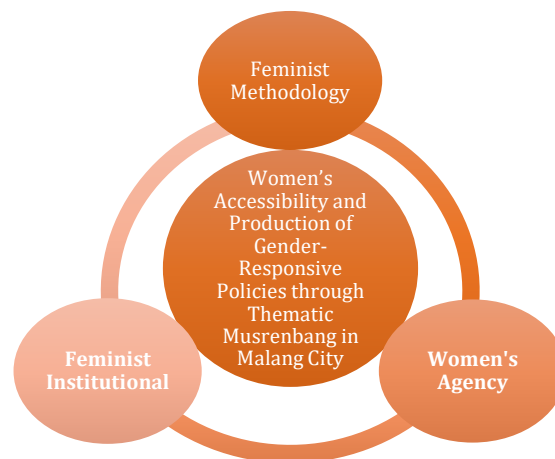 Feminist
Methodology
Women's
Accessibility and
Production of
Gender-
Responsive
Policies through
Thematic
Musrenbang in
Malang City
Feminist
Institutional
Women's
Agency